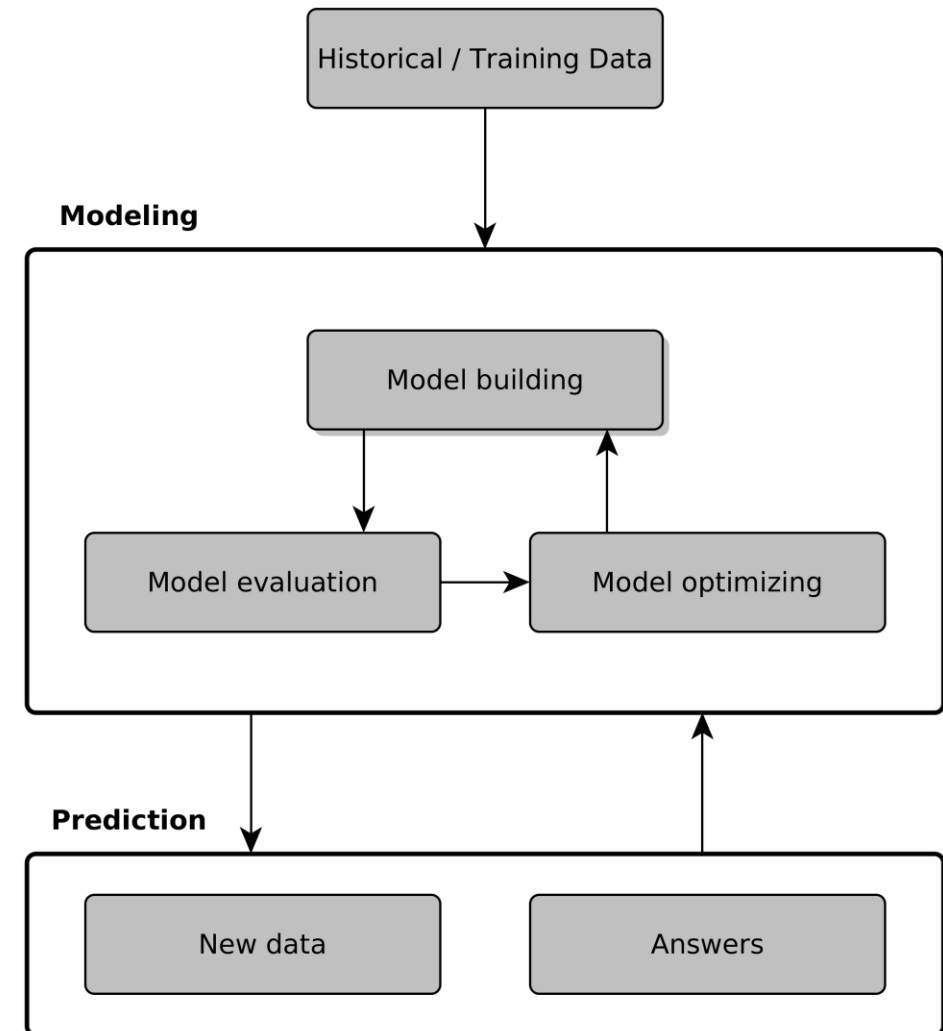 Historical / Training Data
Modeling
Model building
Model evaluation
Model optimizing
Prediction
New data
Answers